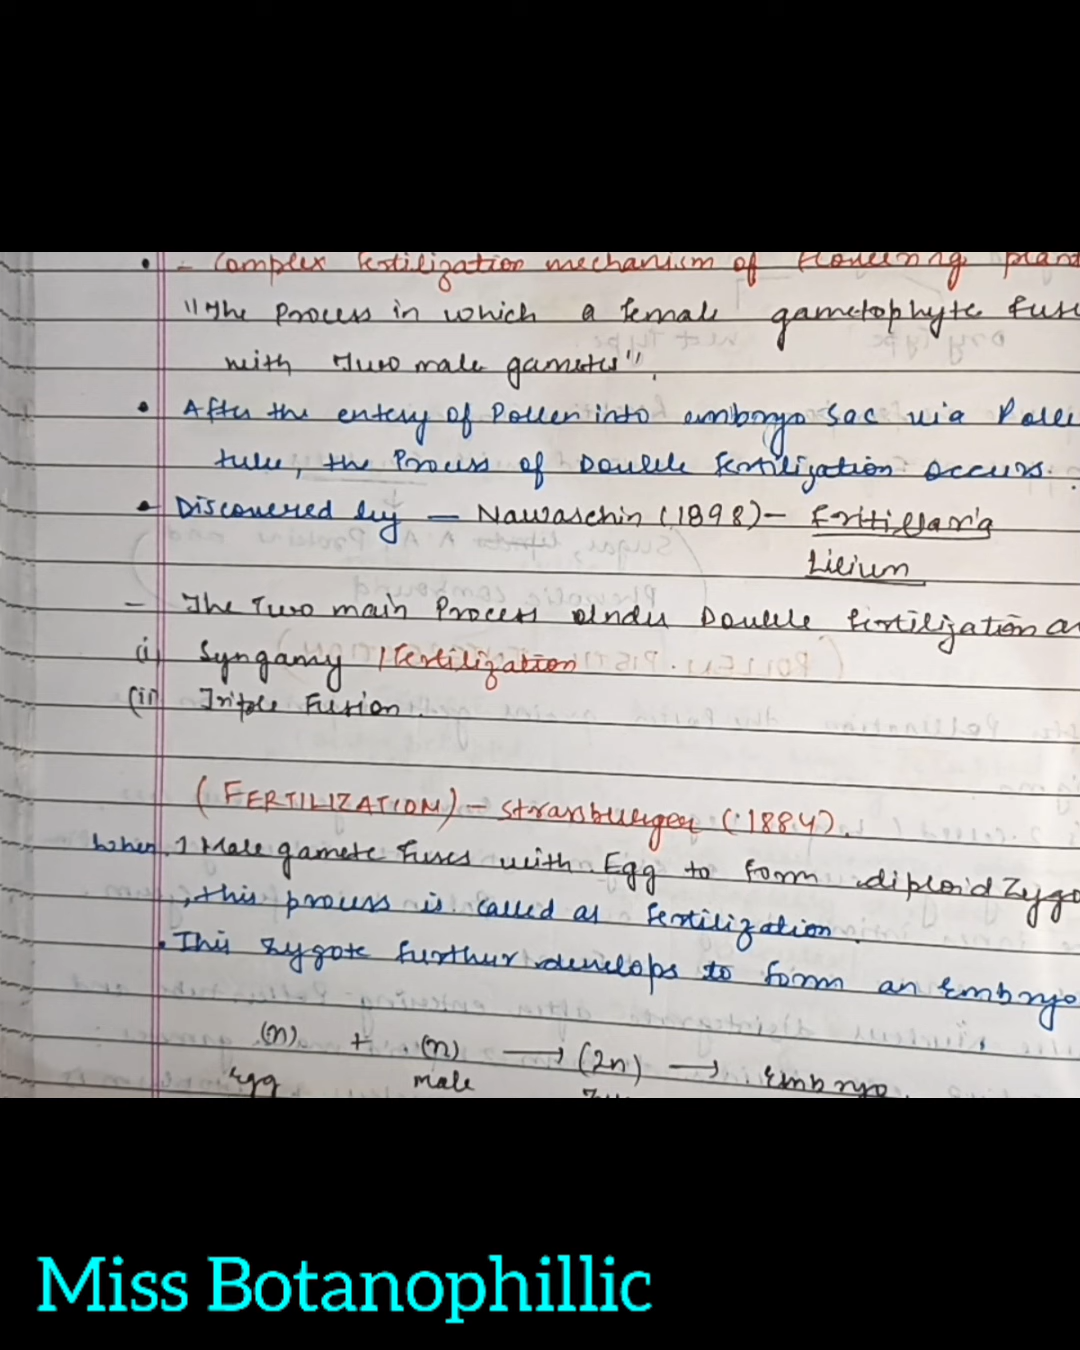 - Complex fertilization mechanism of flowering plant
"The Process in which a female gametophyte fuse
with Two male gametes".
After the entery of Pollen into embryo Sac via Polle
tube, the Process of Double fertilization occurs.
Discovered by - Nawaschin (1898) - Fritillaria
Lilium
- The Two main Process Under Double fertilization a
(i) Syngamy / Fertilization
(ii) Triple Fusion.
(FERTILIZATION) - Strasburger (1884).
When 1 Male gamete Fuses with Egg to form diploid Zygo
, this process is called as fertilization.
This Zygote further develops to form an Embryo
(n) + (n) → (2n) → Embryo
Egg male
Miss Botanophillic